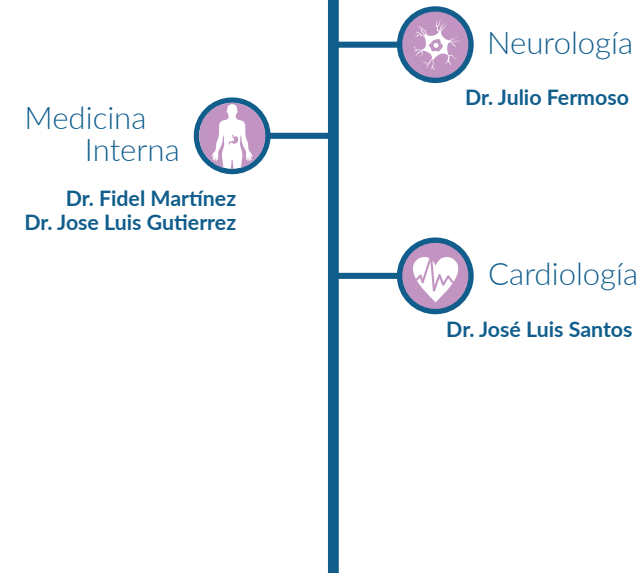 Neurología
Dr. Julio Fermoso
Medicina
Interna
Dr. Fidel Martínez
Dr. Jose Luis Gutierrez
Cardiología
Dr. José Luis Santos